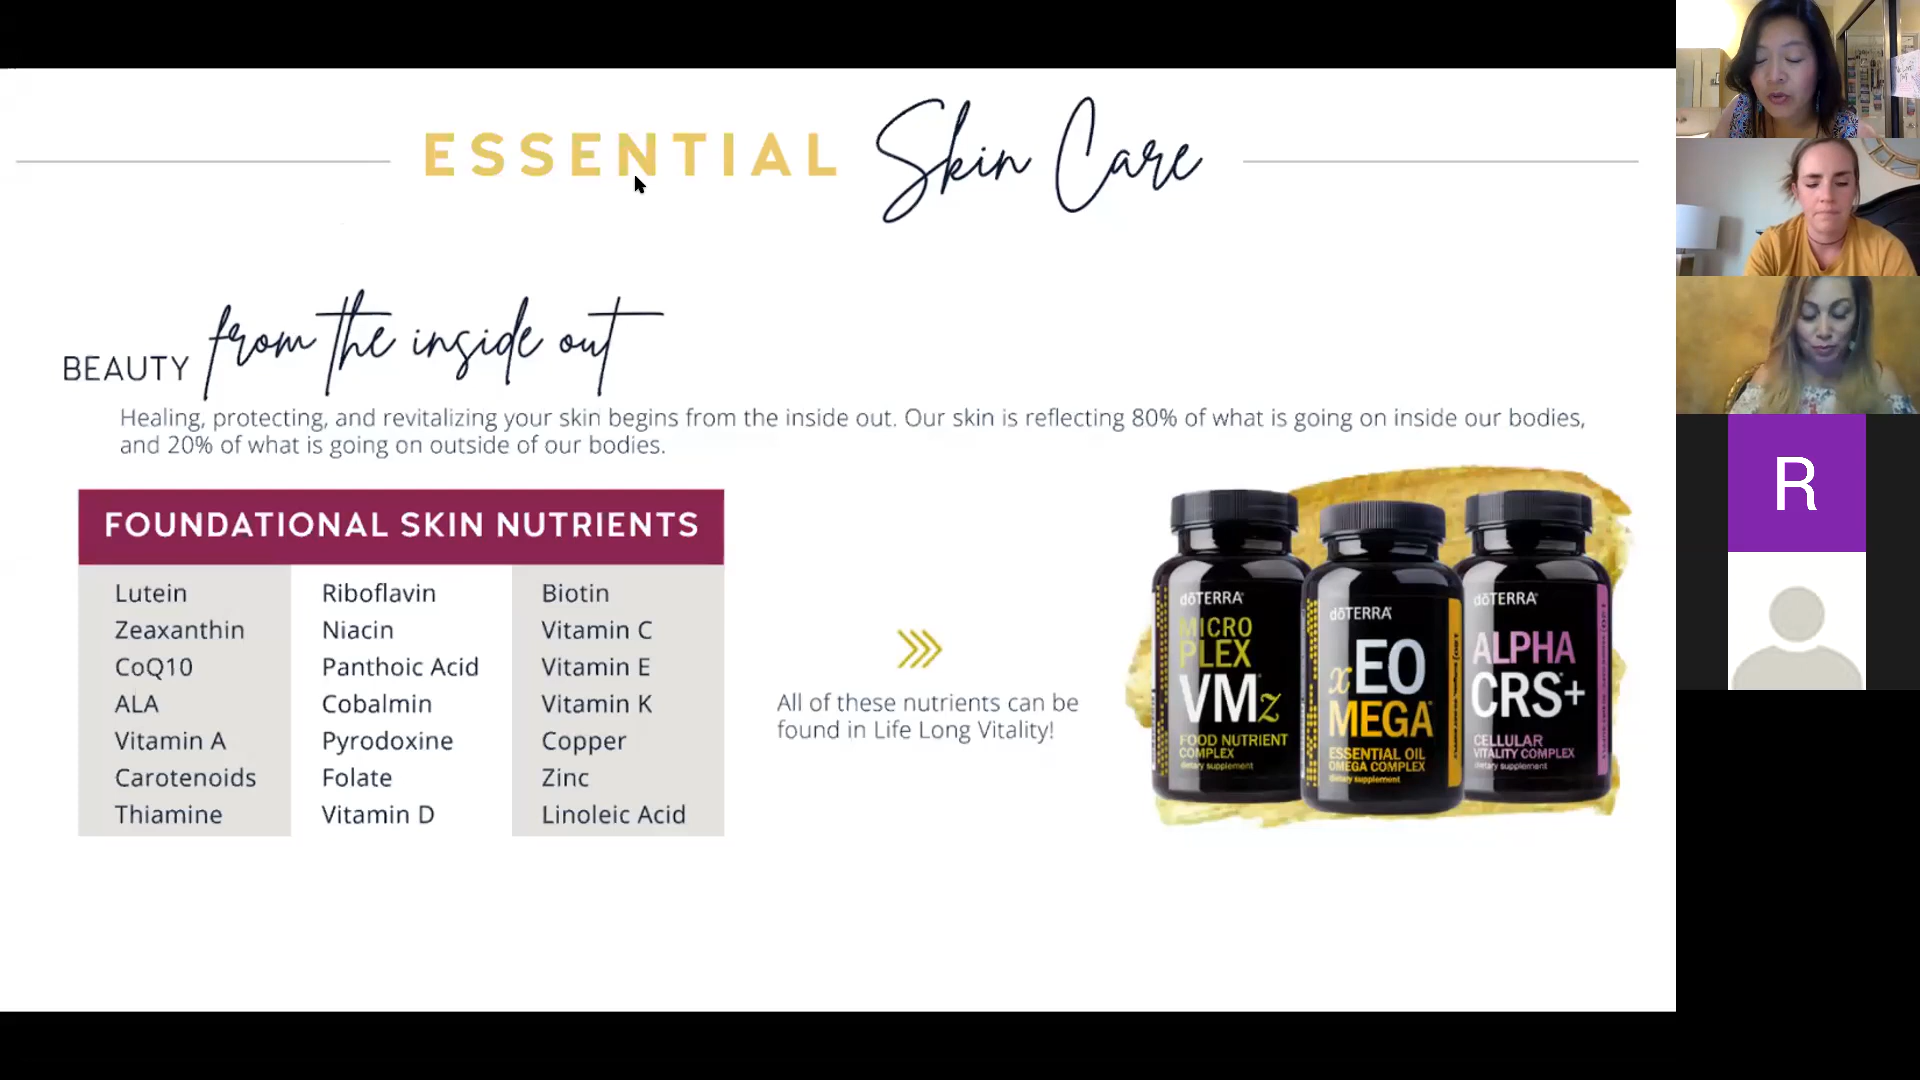 ESSENTIAL Skin Care
BEAUTY from the inside out
Healing, protecting, and revitalizing your skin begins from the inside out. Our skin is reflecting 80% of what is going on inside our bodies,
and 20% of what is going on outside of our bodies.
FOUNDATIONAL SKIN NUTRIENTS
Lutein
Zeaxanthin
CoQ10
ALA
Vitamin A
Carotenoids
Thiamine
Riboflavin
Niacin
Panthoic Acid
Cobalmin
Pyrodoxine
Folate
Vitamin D
Biotin
Vitamin C
Vitamin E
Vitamin K
Copper
Zinc
Linoleic Acid
All of these nutrients can be
found in Life Long Vitality!
dōTERRA
MICRO
PLEX
VMz
FOOD NUTRIENT
COMPLEX
dietary supplement
dōTERRA
xEO
MEGA
ESSENTIAL OIL
OMEGA COMPLEX
dietary supplement
dōTERRA
ALPHA
CRS+
CELLULAR
VITALITY COMPLEX
dietary supplement
R